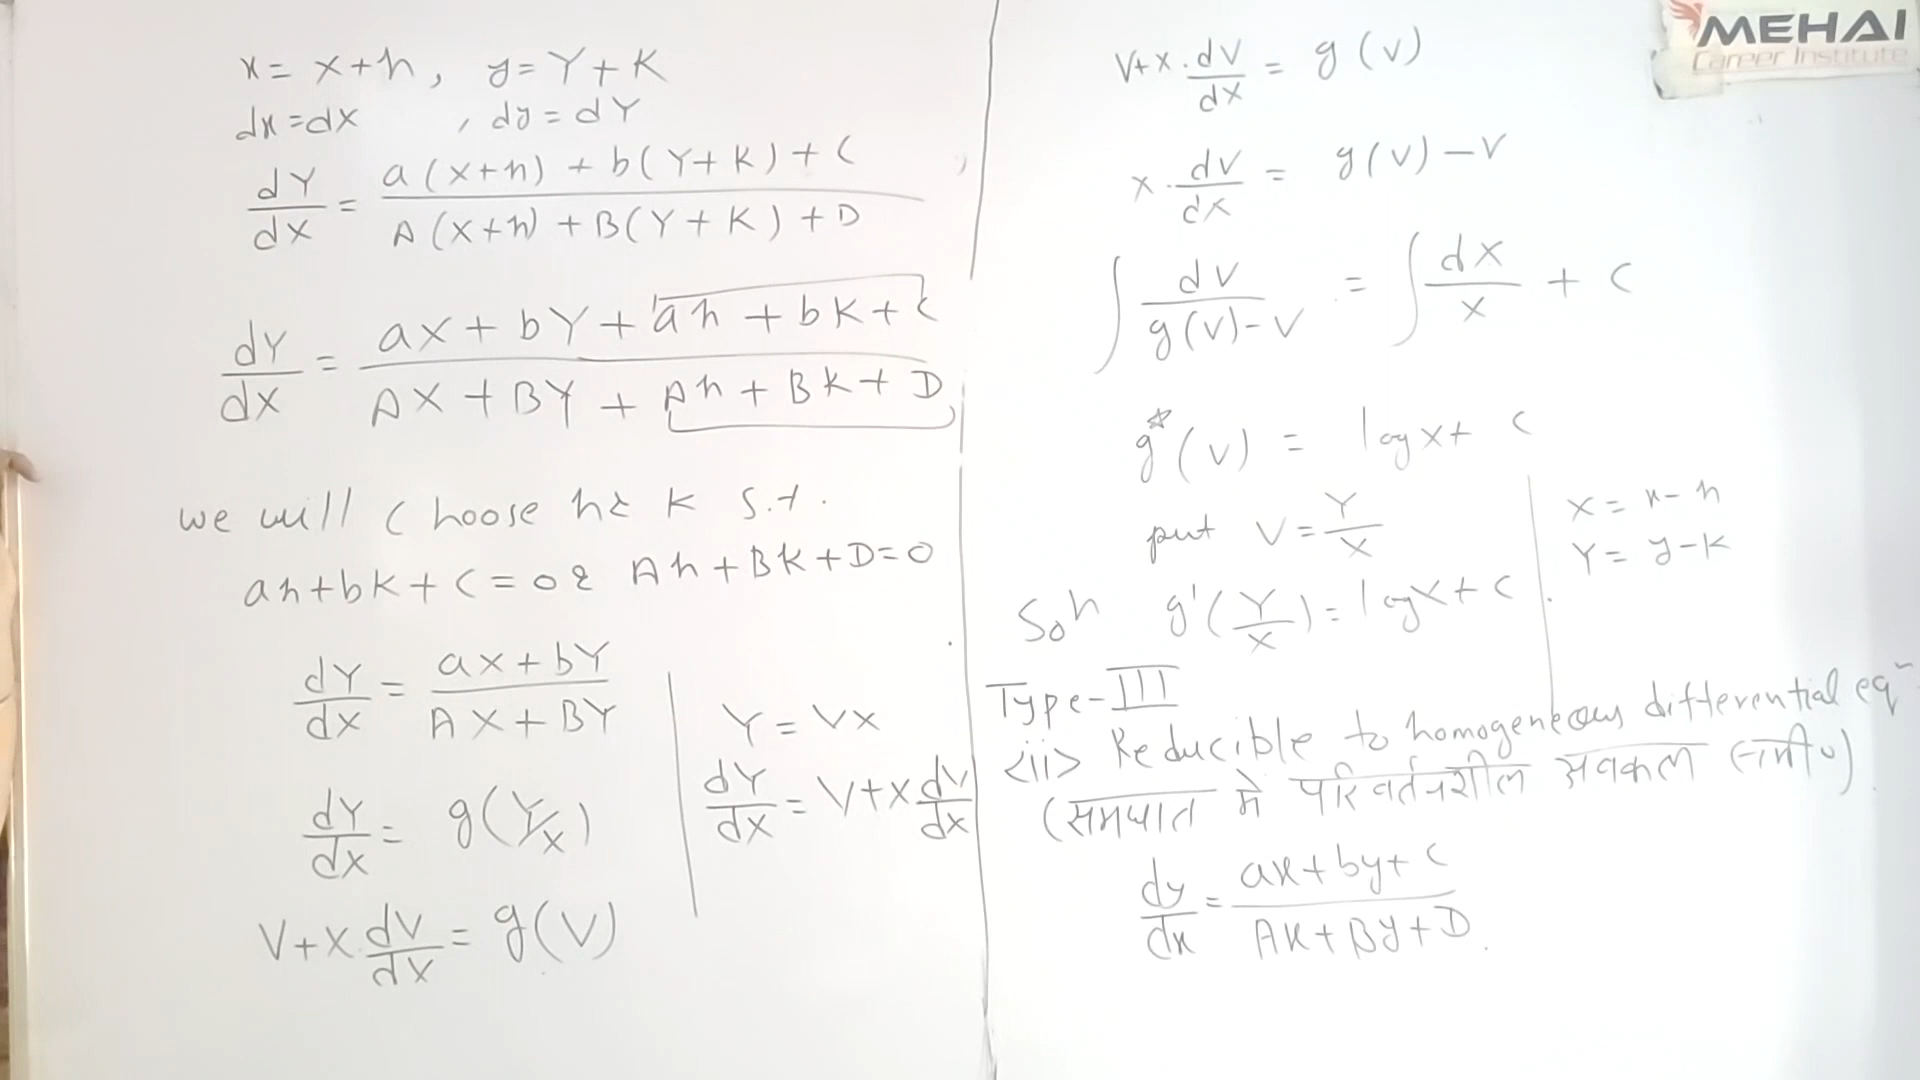 x = X+h, y = Y+K
dx = dX , dy = dY
dY/dX = a(X+h) + b(Y+K) + C / A(X+h) + B(Y+K) + D
dY/dX = aX + bY + ah + bK + C / AX + BY + Ah + BK + D
we will choose h & K s.t.
ah+bK+C=0 & Ah+BK+D=0
dY/dX = aX+bY / AX+BY
dY/dX = g(Y/X)
V+X.dV/dX = g(V)
Y = VX
dY/dX = V+X dV/dX
MEHAI
Career Institute
V+X.dV/dX = g(V)
X.dV/dX = g(V)-V
∫ dV/g(V)-V = ∫ dX/X + C
g*(V) = log X + C
put V = Y/X
Soln g'(Y/X) = log X + C
X = x-h
Y = y-K
Type-III
<ii> Reducible to homogeneous differential eqn
(समघात मे परिवर्तनशील अवकल समी०)
dy/dx = ax+by+C / Ax+By+D.